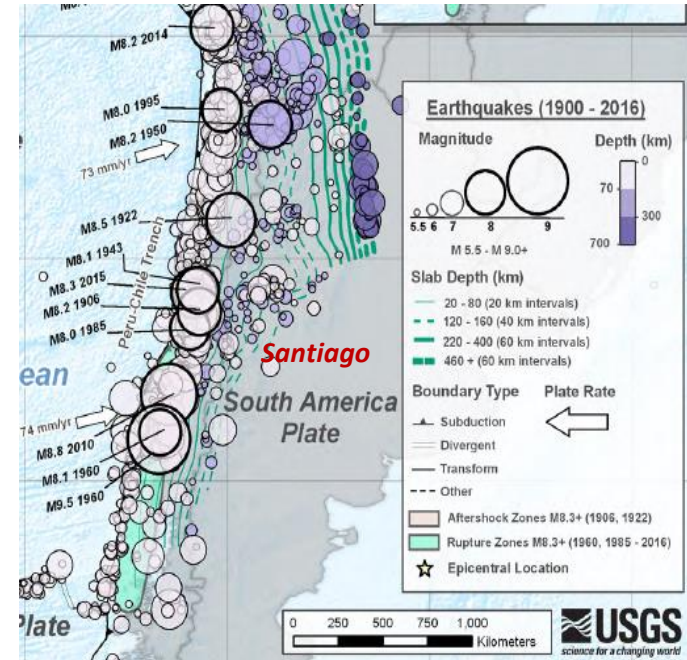 M8.2 2014
M8.0 1995
M8.2 1950
73 mm/yr
M8.5 1922
M8.1 1943
M8.3 2015
M8.2 1906
M8.0 1985
Peru-Chile Trench
Santiago
ean
South America
Plate
74 mm/yr
M8.8 2010
M8.1 1960
M9.5 1960
Plate
Earthquakes (1900 - 2016)
Magnitude
Depth (km)
0
70
300
700
5.5 6 7 8 9
M 5.5 - M 9.0+
Slab Depth (km)
20 - 80 (20 km intervals)
120 - 160 (40 km intervals)
220 - 400 (60 km intervals)
460 + (60 km intervals)
Boundary Type
Plate Rate
Subduction
Divergent
Transform
Other
Aftershock Zones M8.3+ (1906, 1922)
Rupture Zones M8.3+ (1960, 1985 - 2016)
Epicentral Location
0 250 500 750 1,000
Kilometers
USGS
science for a changing world